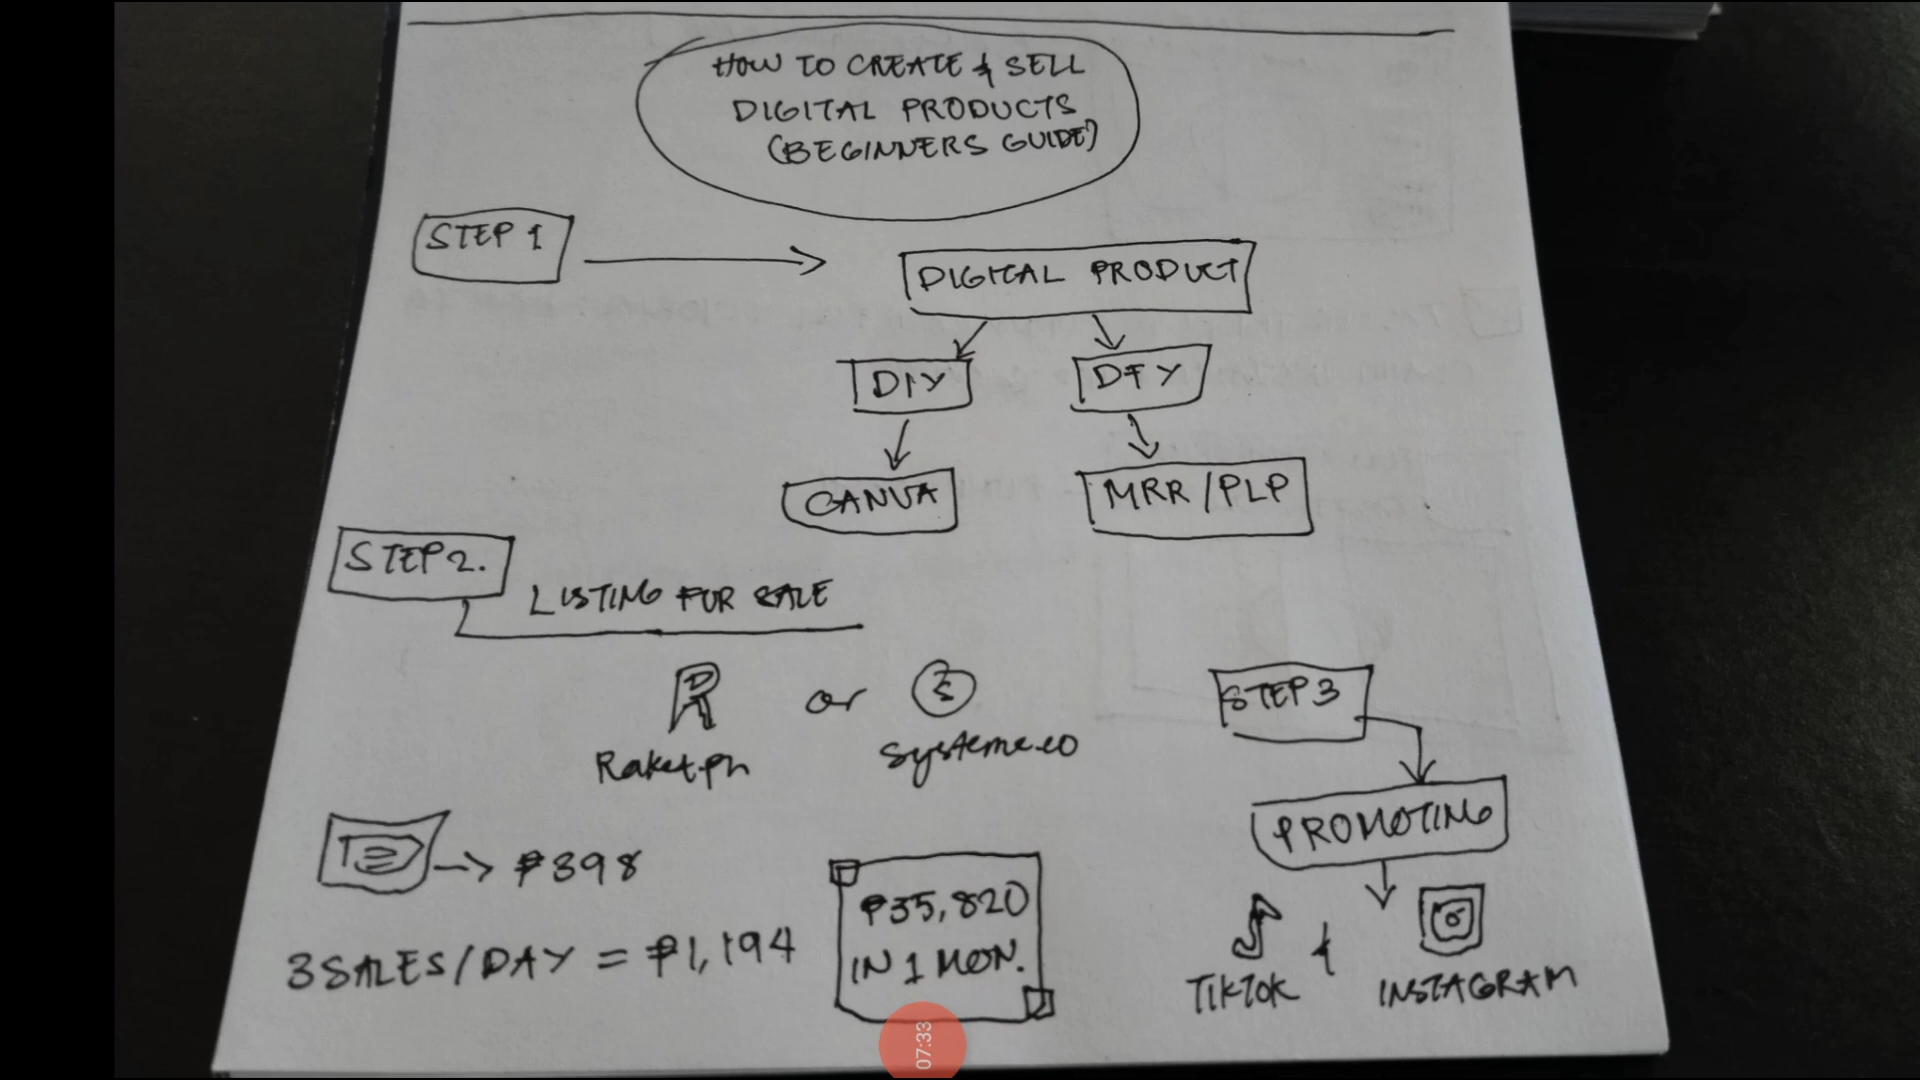 HOW TO CREATE & SELL
DIGITAL PRODUCTS
(BEGINNERS GUIDE)
STEP 1
DIGITAL PRODUCT
DIY
DFY
CANVA
MRR/PLP
STEP 2.
LISTING FOR SALE
R
or
S
Raket.ph
systeme.io
STEP 3
PROMOTING
₱398
3 SALES/DAY = ₱1,194
₱35,820
IN 1 MON.
&
TIKTOK
INSTAGRAM
07:33